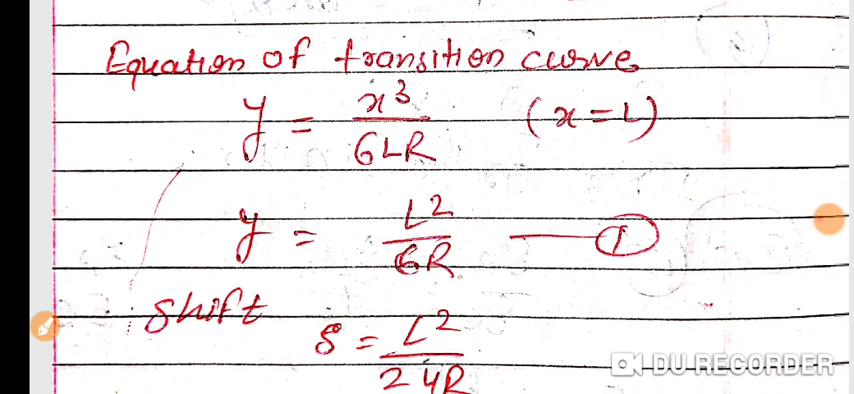 Equation of transition curve
y = x³/6LR (x = L)
y = L²/6R — ①
Shift
S = L²/24R
DU RECORDER